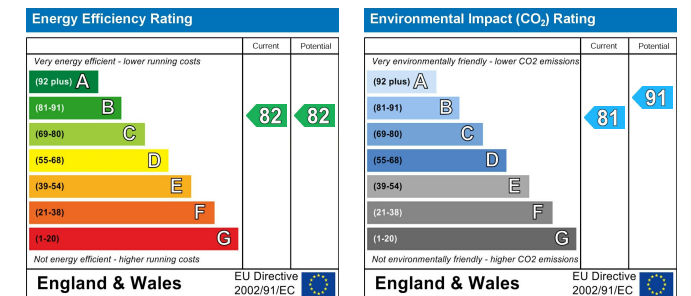 Energy Efficiency Rating
Current Potential
Very energy efficient - lower running costs
(92 plus) A
(81-91) B
82 82
(69-80) C
(55-68) D
(39-54) E
(21-38) F
(1-20) G
Not energy efficient - higher running costs
England & Wales
EU Directive
2002/91/EC
Environmental Impact (CO2) Rating
Current Potential
Very environmentally friendly - lower CO2 emissions
(92 plus) A
91
(81-91) B
81
(69-80) C
(55-68) D
(39-54) E
(21-38) F
(1-20) G
Not environmentally friendly - higher CO2 emissions
England & Wales
EU Directive
2002/91/EC